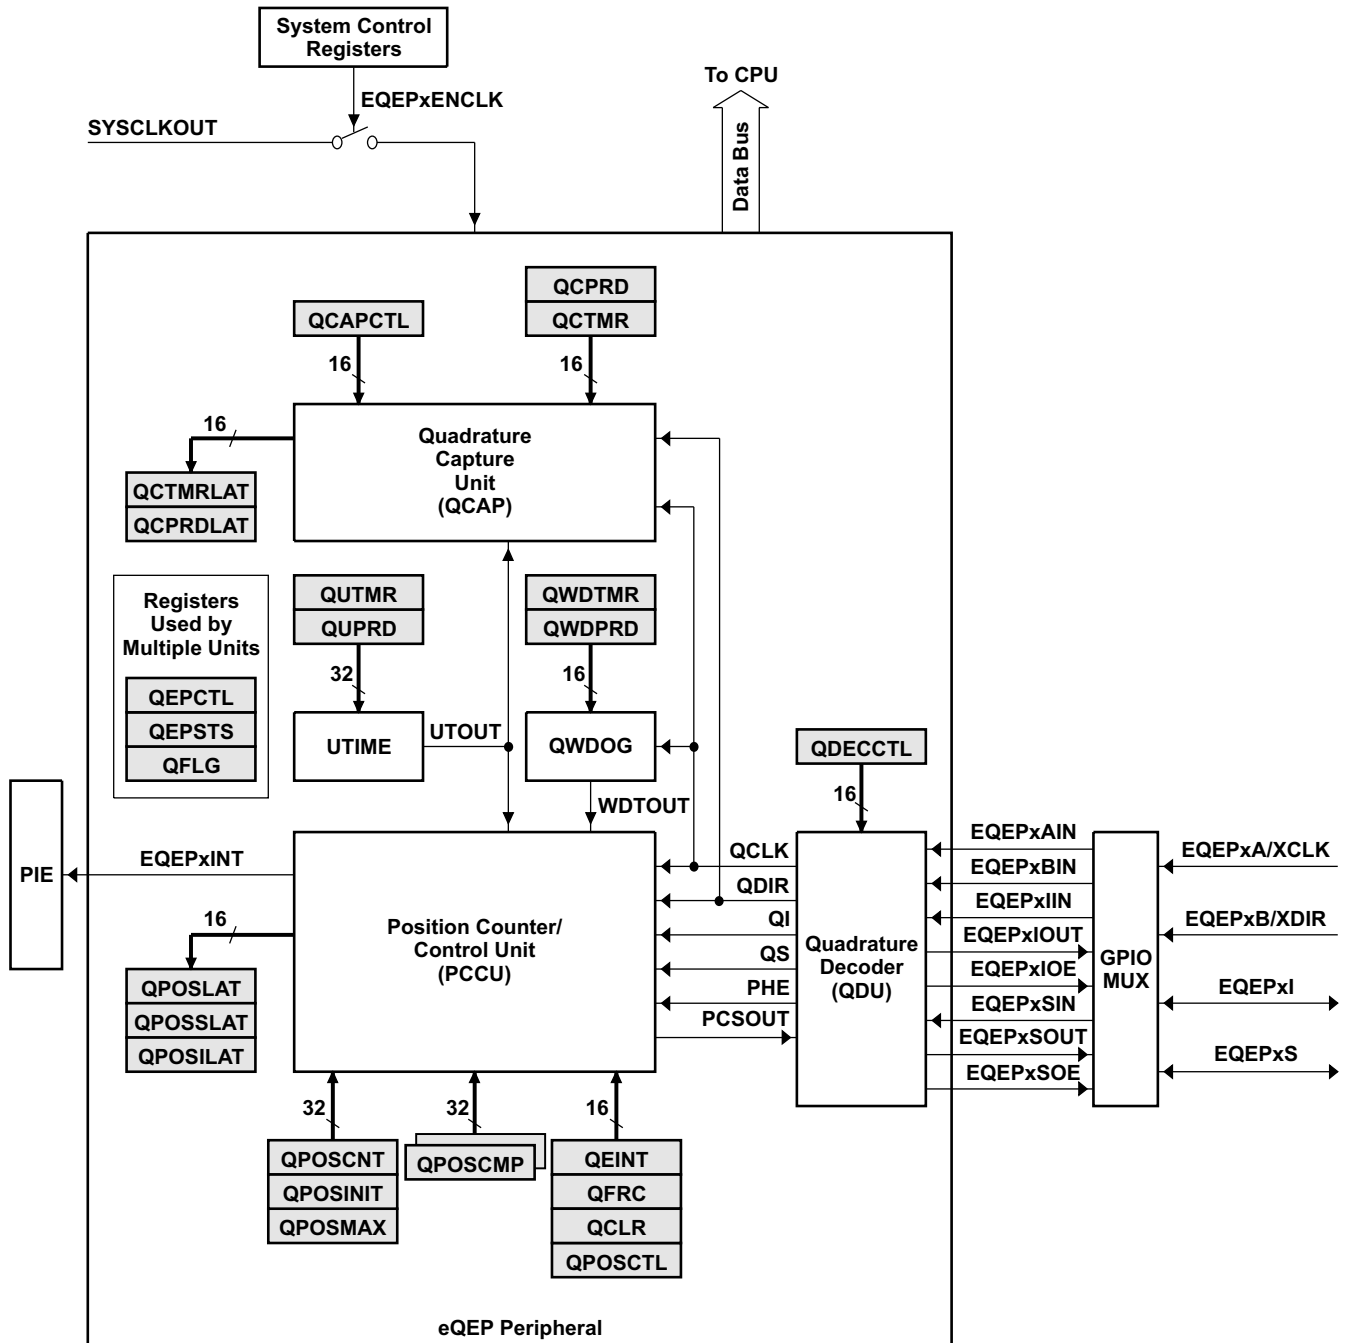 System Control
Registers
To CPU
EQEPxENCLK
SYSCLKOUT
Data Bus
QCPRD
QCAPCTL
QCTMR
16
16
16
Quadrature
Capture
Unit
(QCAP)
QCTMRLAT
QCPRDLAT
Registers
Used by
Multiple Units
QEPCTL
QEPSTS
QFLG
QUTMR
QUPRD
QWDTMR
QWDPRD
32
16
UTIME
UTOUT
QWDOG
QDECCTL
WDTOUT
16
PIE
EQEPxINT
16
Position Counter/
Control Unit
(PCCU)
QCLK
QDIR
QI
QS
PHE
PCSOUT
Quadrature
Decoder
(QDU)
EQEPxAIN
EQEPxBIN
EQEPxIIN
EQEPxIOUT
EQEPxIOE
EQEPxSIN
EQEPxSOUT
EQEPxSOE
GPIO
MUX
EQEPxA/XCLK
EQEPxB/XDIR
EQEPxI
EQEPxS
QPOSLAT
QPOSSLAT
QPOSILAT
32
32
16
QPOSCNT
QPOSINIT
QPOSMAX
QPOSCMP
QEINT
QFRC
QCLR
QPOSCTL
eQEP Peripheral